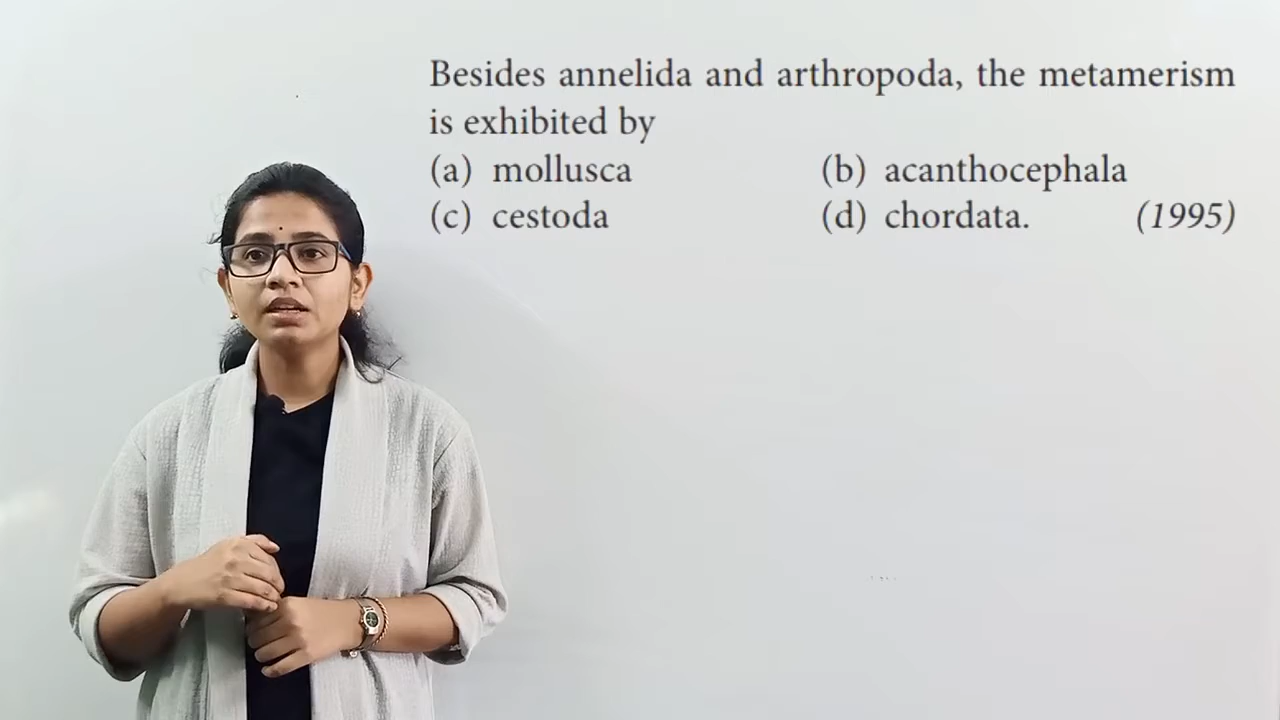 Besides annelida and arthropoda, the metamerism
is exhibited by
(a) mollusca (b) acanthocephala
(c) cestoda (d) chordata. (1995)